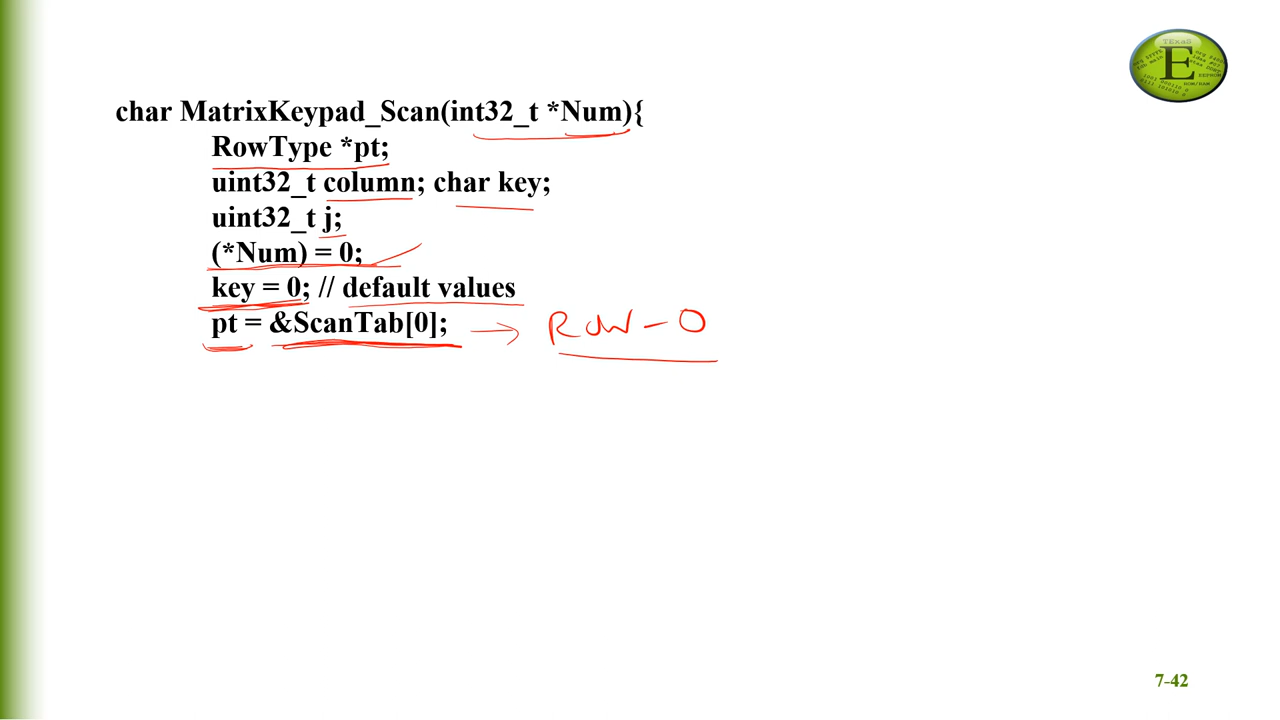 TExaS
E
char MatrixKeypad_Scan(int32_t *Num){
RowType *pt;
uint32_t column; char key;
uint32_t j;
(*Num) = 0;
key = 0; // default values
pt = &ScanTab[0]; → Row - 0
7-42